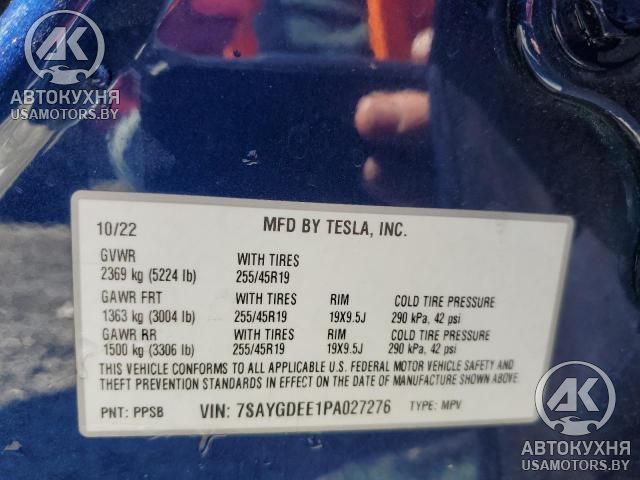 АК
АВТОКУХНЯ
USAMOTORS.BY
АК
АВТОКУХНЯ
USAMOTORS.BY
10/22 MFD BY TESLA, INC.
GVWR WITH TIRES
2369 kg (5224 lb) 255/45R19
GAWR FRT WITH TIRES RIM COLD TIRE PRESSURE
1363 kg (3004 lb) 255/45R19 19X9.5J 290 kPa, 42 psi
GAWR RR WITH TIRES RIM COLD TIRE PRESSURE
1500 kg (3306 lb) 255/45R19 19X9.5J 290 kPa, 42 psi
THIS VEHICLE CONFORMS TO ALL APPLICABLE U.S. FEDERAL MOTOR VEHICLE SAFETY AND
THEFT PREVENTION STANDARDS IN EFFECT ON THE DATE OF MANUFACTURE SHOWN ABOVE.
PNT: PPSB VIN: 7SAYGDEE1PA027276 TYPE: MPV
АК
АВТОКУХНЯ
USAMOTORS.BY